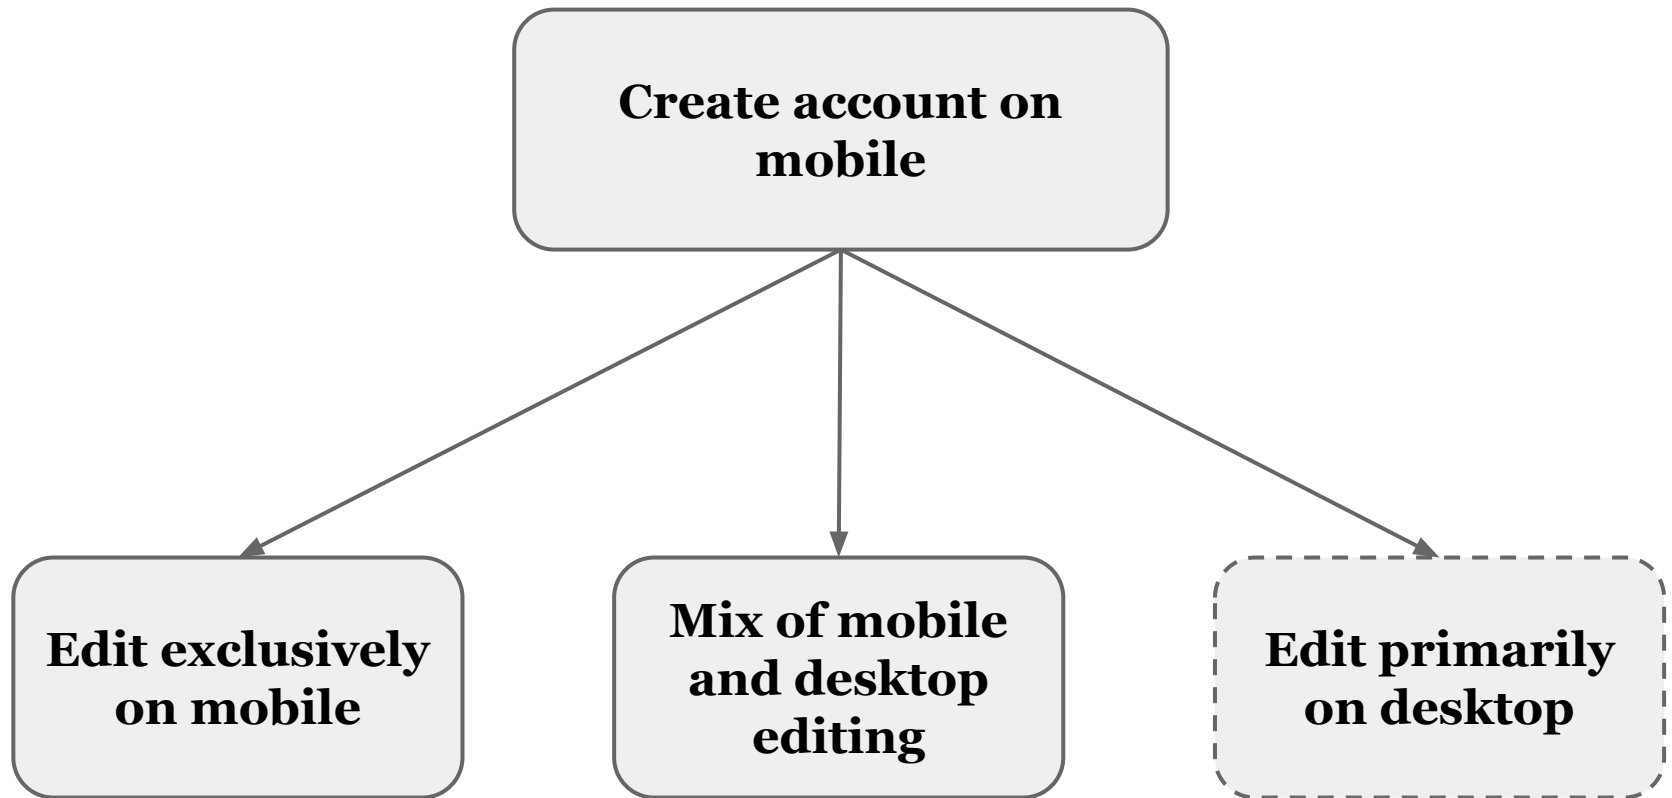 Create account on
mobile
Edit exclusively
on mobile
Mix of mobile
and desktop
editing
Edit primarily
on desktop